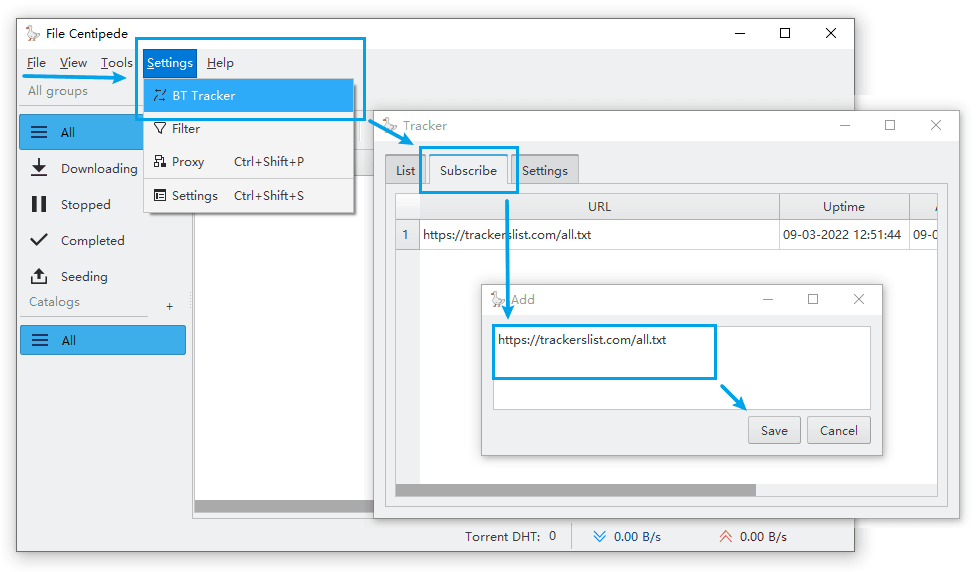 File Centipede
File View Tools Settings Help
All groups
BT Tracker
Filter
Proxy Ctrl+Shift+P
Settings Ctrl+Shift+S
All
Downloading
Stopped
Completed
Seeding
Catalogs +
All
Tracker
List Subscribe Settings
URL Uptime
1 https://trackerslist.com/all.txt 09-03-2022 12:51:44
Add
https://trackerslist.com/all.txt
Save Cancel
Torrent DHT: 0 0.00 B/s 0.00 B/s